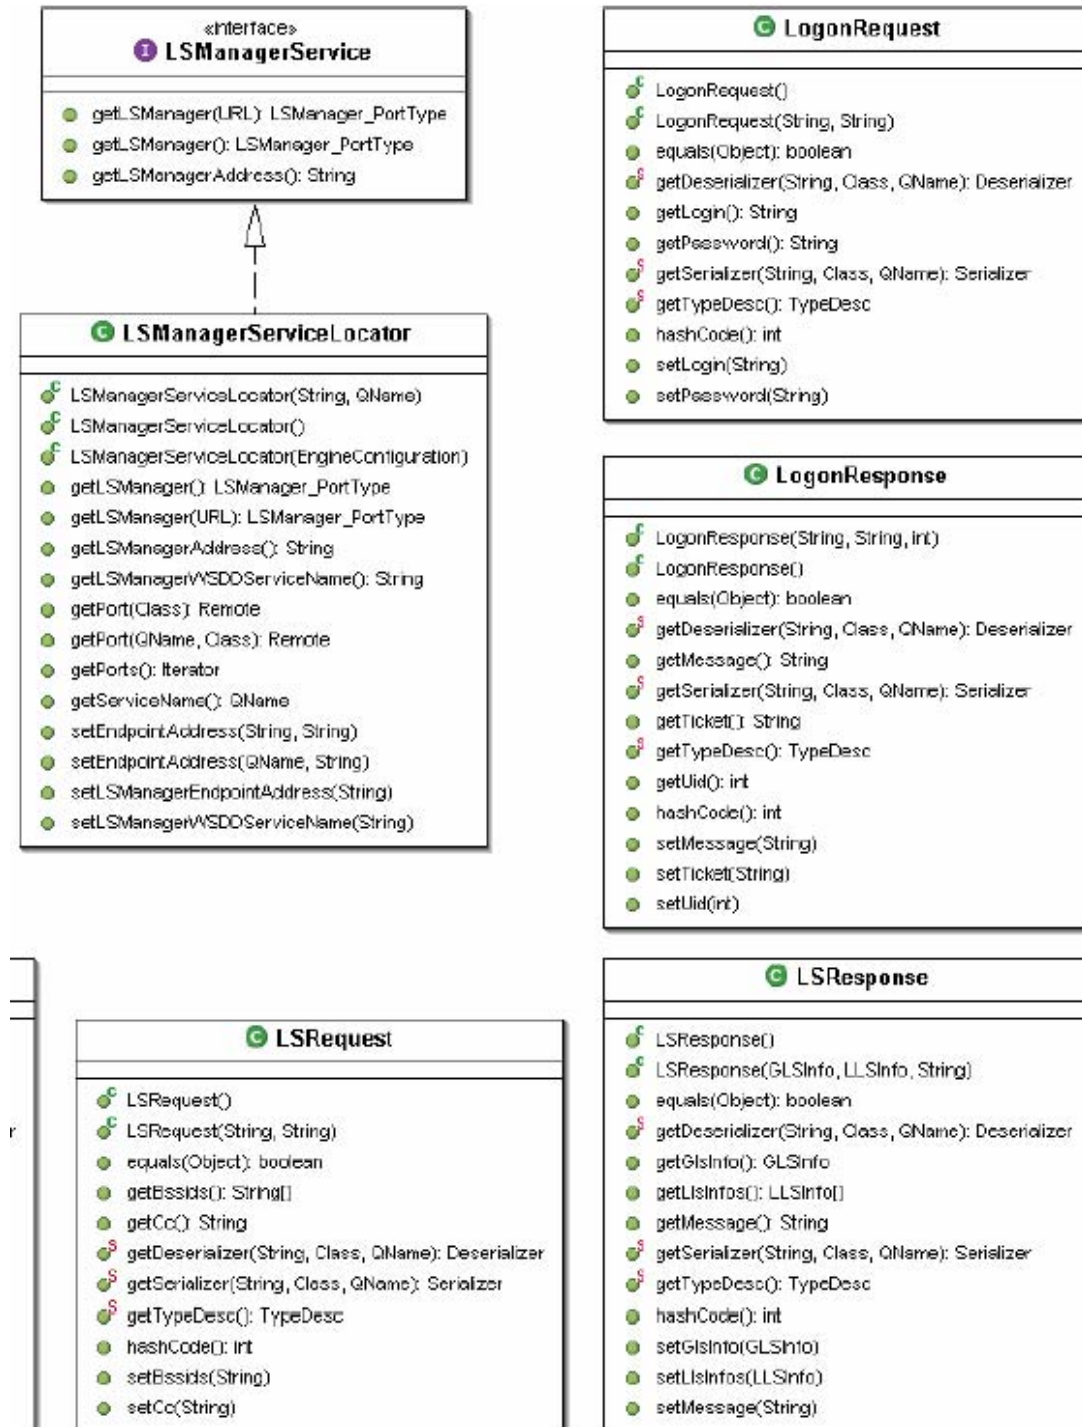 «interface»
LSManagerService
getLSManager(URL): LSManager_PortType
getLSManager(): LSManager_PortType
getLSManagerAddress(): String
LSManagerServiceLocator
LSManagerServiceLocator(String, QName)
LSManagerServiceLocator()
LSManagerServiceLocator(EngineConfiguration)
getLSManager(): LSManager_PortType
getLSManager(URL): LSManager_PortType
getLSManagerAddress(): String
getLSManagerWSDDServiceName(): String
getPort(Class): Remote
getPort(QName, Class): Remote
getPorts(): Iterator
getServiceName(): QName
setEndpointAddress(String, String)
setEndpointAddress(QName, String)
setLSManagerEndpointAddress(String)
setLSManagerWSDDServiceName(String)
LogonRequest
LogonRequest()
LogonRequest(String, String)
equals(Object): boolean
getDeserializer(String, Class, QName): Deserializer
getLogin(): String
getPassword(): String
getSerializer(String, Class, QName): Serializer
getTypeDesc(): TypeDesc
hashCode(): int
setLogin(String)
setPassword(String)
LogonResponse
LogonResponse(String, String, int)
LogonResponse()
equals(Object): boolean
getDeserializer(String, Class, QName): Deserializer
getMessage(): String
getSerializer(String, Class, QName): Serializer
getTicket(): String
getTypeDesc(): TypeDesc
getUid(): int
hashCode(): int
setMessage(String)
setTicket(String)
setUid(int)
r
LSRequest
LSRequest()
LSRequest(String, String)
equals(Object): boolean
getBssids(): String[]
getCc(): String
getDeserializer(String, Class, QName): Deserializer
getSerializer(String, Class, QName): Serializer
getTypeDesc(): TypeDesc
hashCode(): int
setBssids(String)
setCc(String)
LSResponse
LSResponse()
LSResponse(GLSInfo, LLSInfo, String)
equals(Object): boolean
getDeserializer(String, Class, QName): Deserializer
getGlsInfo(): GLSInfo
getLlsInfos(): LLSInfo[]
getMessage(): String
getSerializer(String, Class, QName): Serializer
getTypeDesc(): TypeDesc
hashCode(): int
setGlsInfo(GLSInfo)
setLlsInfos(LLSInfo)
setMessage(String)